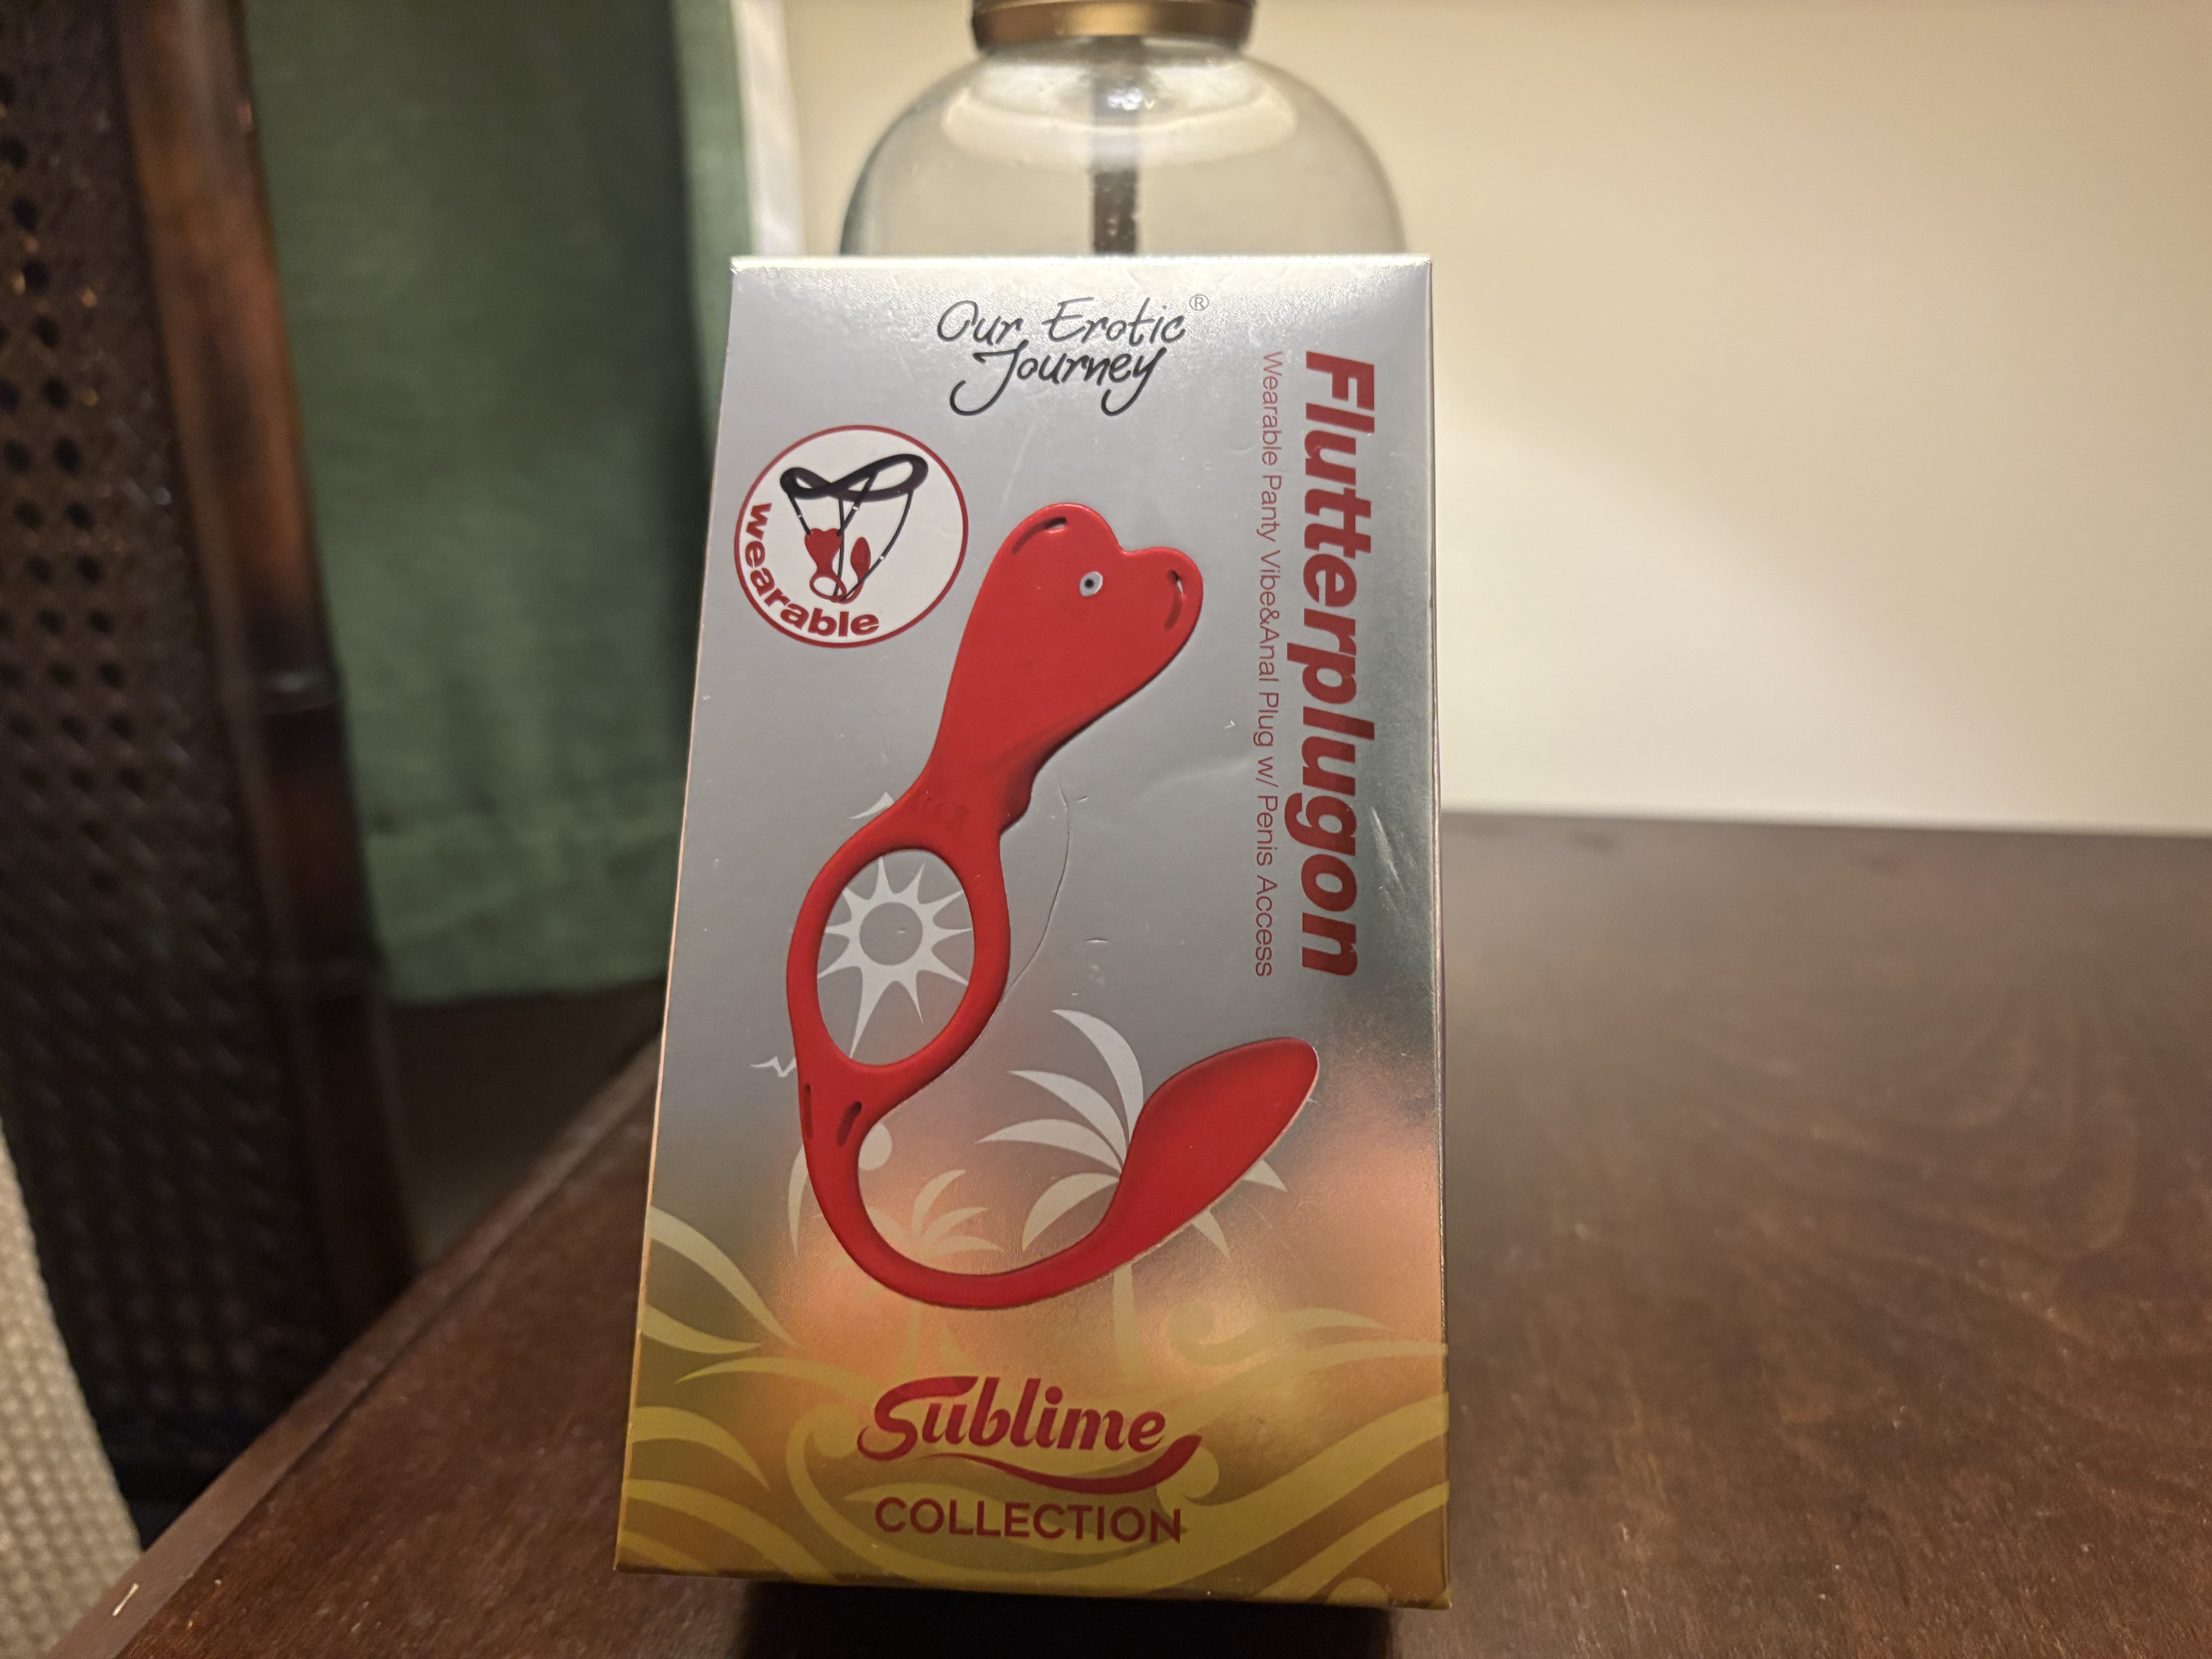 Our Erotic®
Journey
wearable
Flutterplugon
Wearable Panty Vibe&Anal Plug w/ Penis Access
Sublime
COLLECTION